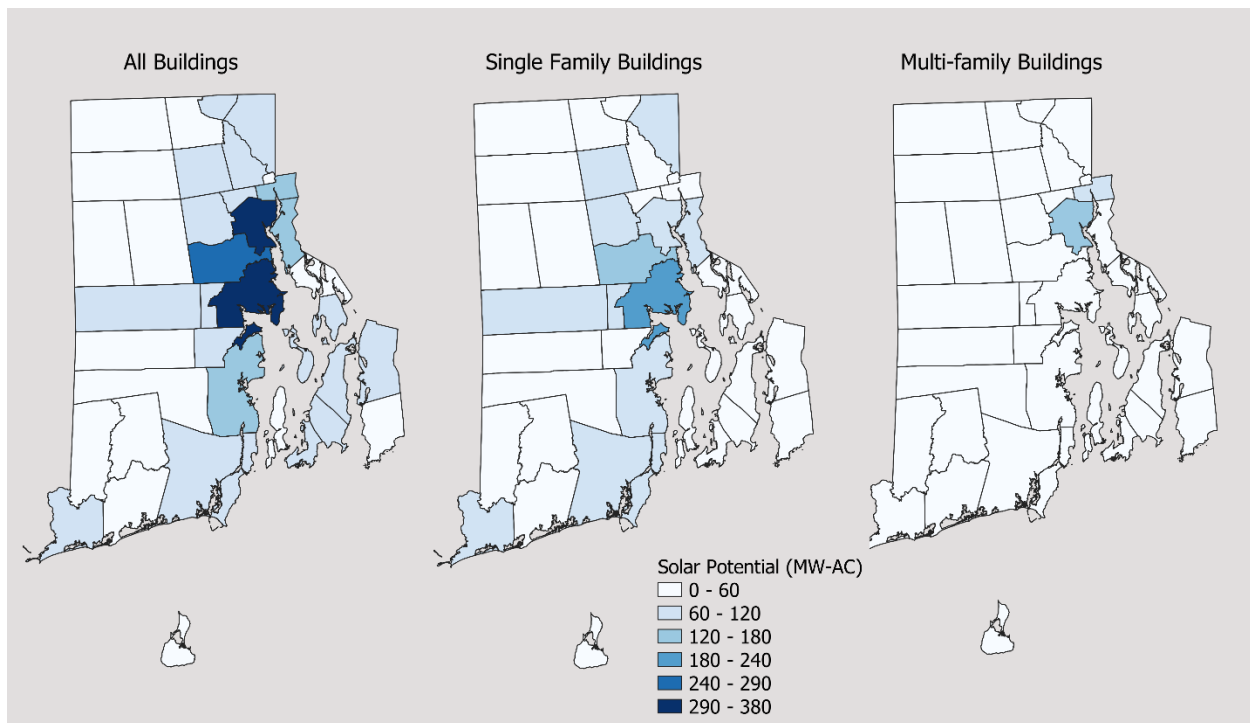 All Buildings
Single Family Buildings
Multi-family Buildings
Solar Potential (MW-AC)
0 - 60
60 - 120
120 - 180
180 - 240
240 - 290
290 - 380